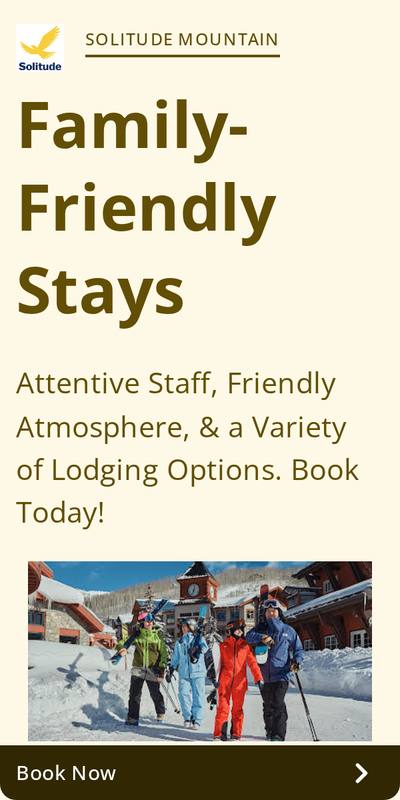 Solitude
SOLITUDE MOUNTAIN
Family-
Friendly
Stays
Attentive Staff, Friendly
Atmosphere, & a Variety
of Lodging Options. Book
Today!
Book Now